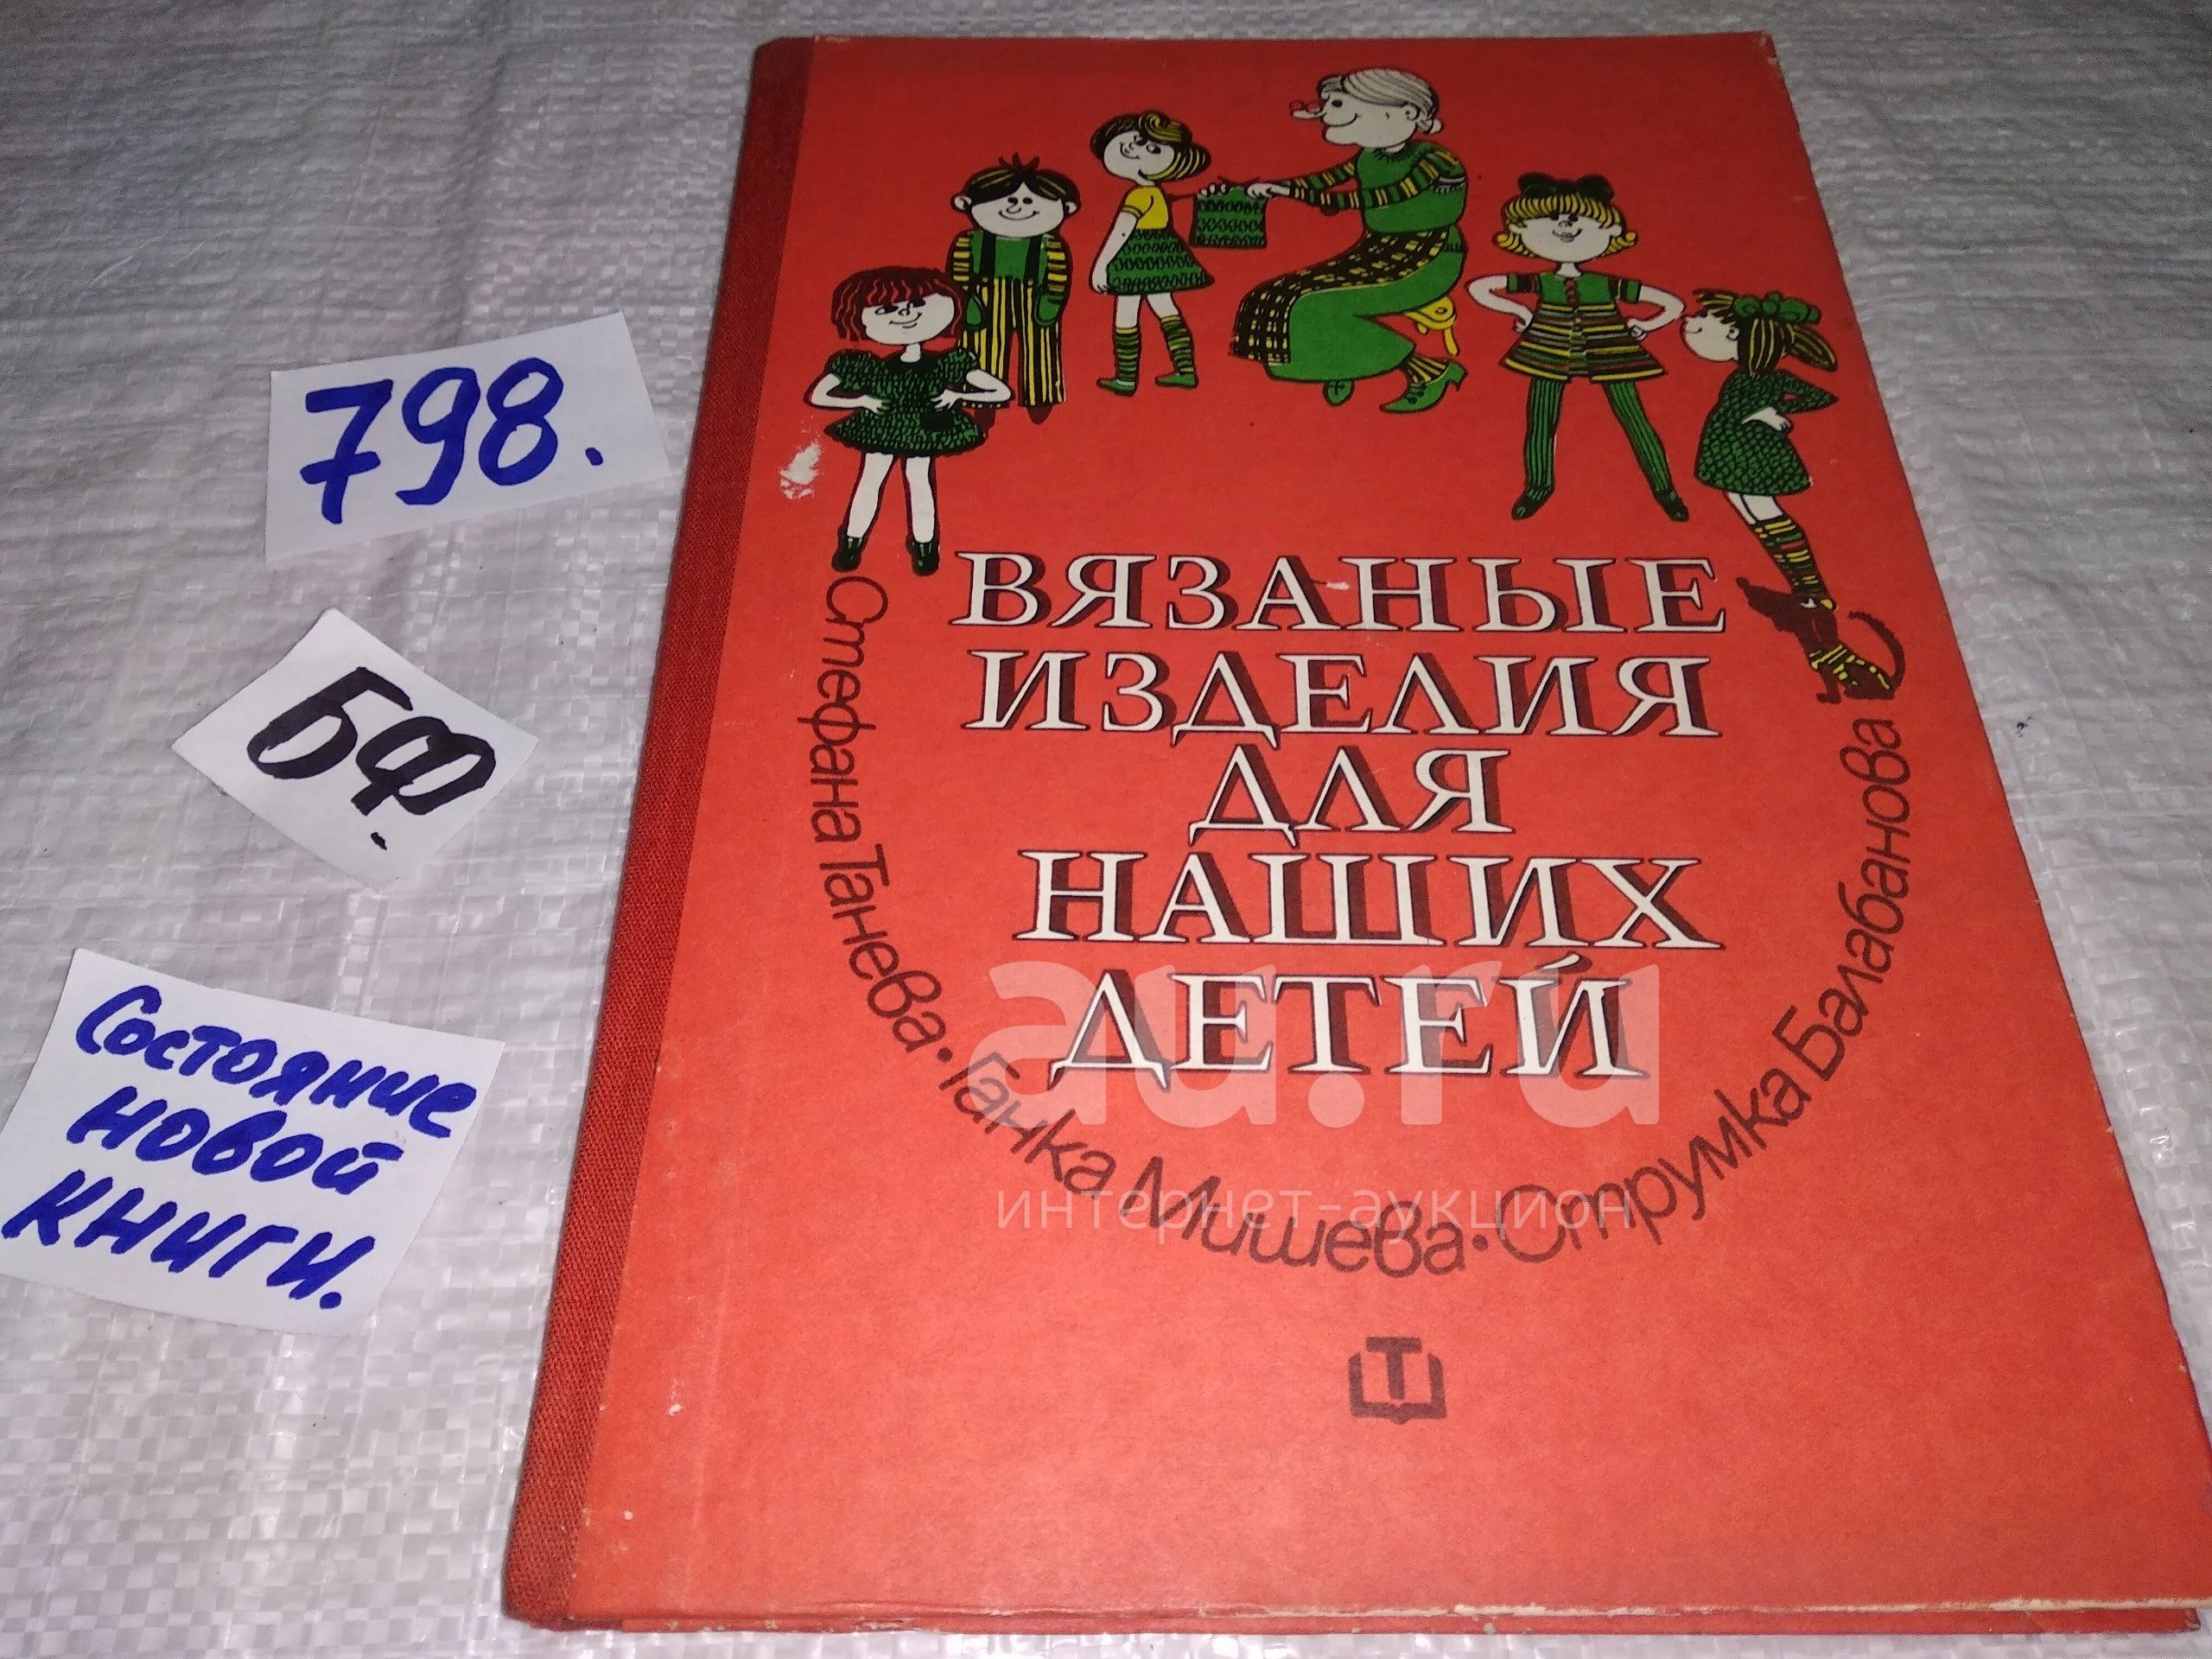 798.
БФ.
Состояние
новой
книги.
ВЯЗАНЫЕ
ИЗДЕЛИЯ
ДЛЯ
НАШИХ
ДЕТЕЙ
Стефана Танева • Ганка Мишева • Струмка Балабанова
au.ru
интернет-аукцион
Т